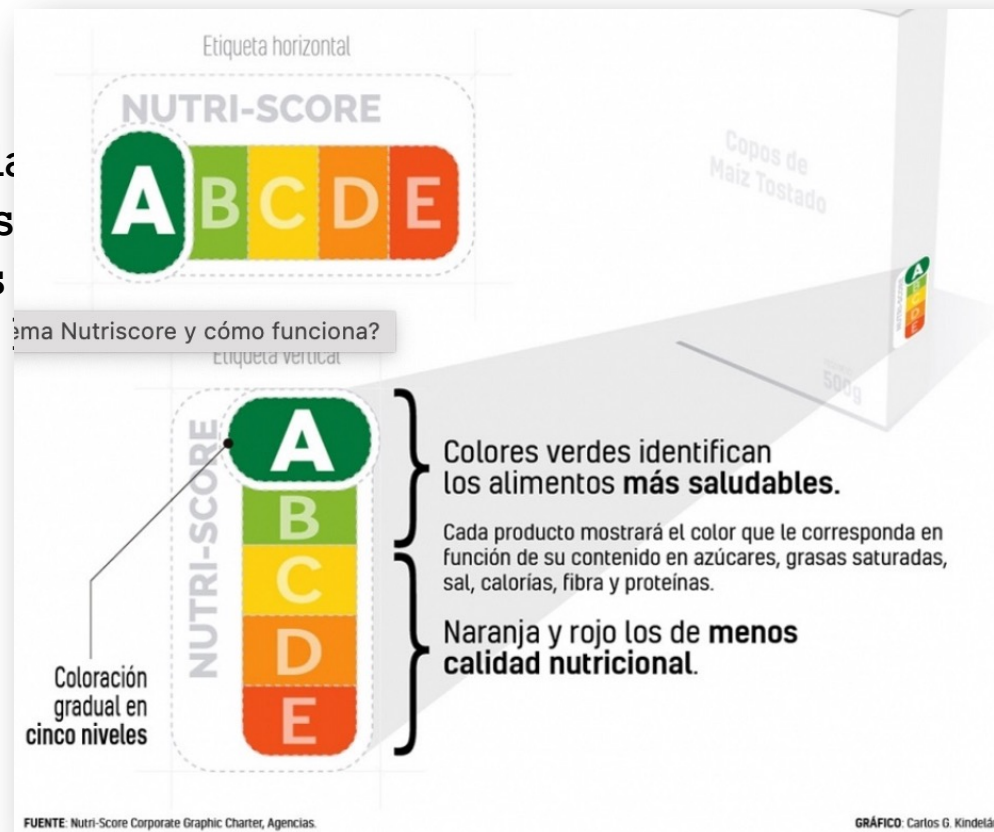 Etiqueta horizontal
NUTRI-SCORE
A B C D E
Copos de
Maiz Tostado
A
B
C
D
E
500g
ema Nutriscore y cómo funciona?
Etiqueta vertical
NUTRI-SCORE
A
B
C
D
E
Colores verdes identifican
los alimentos más saludables.
Cada producto mostrará el color que le corresponda en
función de su contenido en azúcares, grasas saturadas,
sal, calorías, fibra y proteínas.
Naranja y rojo los de menos
calidad nutricional.
Coloración
gradual en
cinco niveles
FUENTE: Nutri-Score Corporate Graphic Charter, Agencias.
GRÁFICO: Carlos G. Kindelá